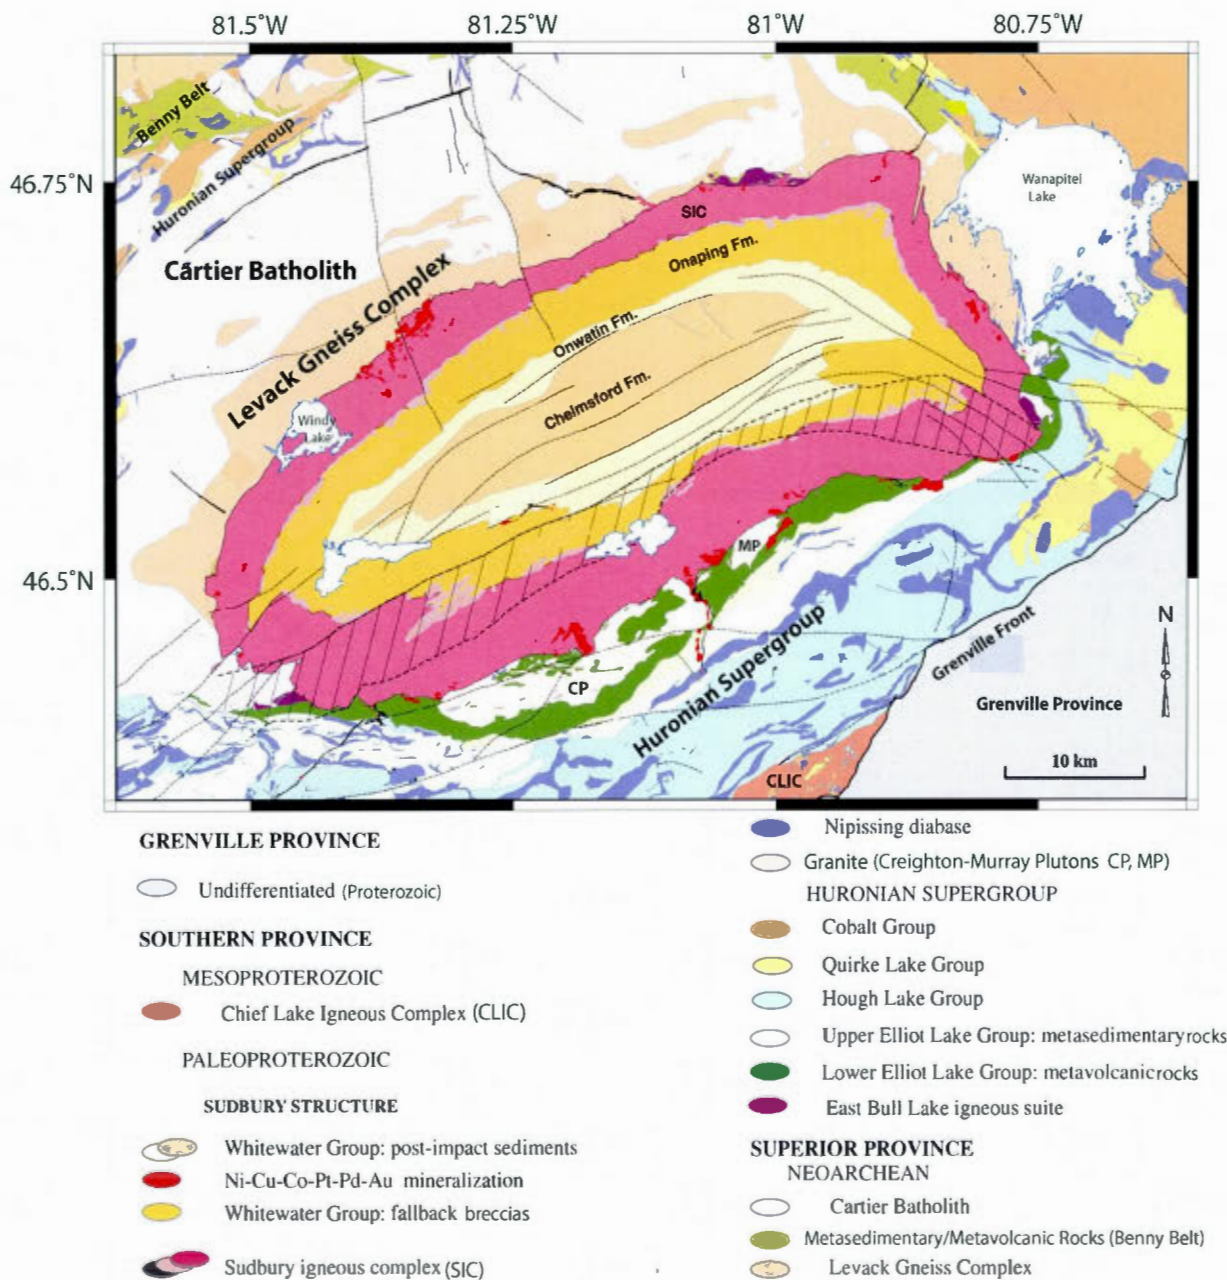 81.5°W 81.25°W 81°W 80.75°W
46.75°N
46.5°N
Benny Belt
Huronian Supergroup
Cartier Batholith
Levack Gneiss Complex
Wanapitei
Lake
SIC
Onaping Fm.
Onwatin Fm.
Chelmsford Fm.
Windy
Lake
MP
CP
Huronian Supergroup
Grenville Front
N
Grenville Province
10 km
CLIC
GRENVILLE PROVINCE
Undifferentiated (Proterozoic)
SOUTHERN PROVINCE
MESOPROTEROZOIC
Chief Lake Igneous Complex (CLIC)
PALEOPROTEROZOIC
SUDBURY STRUCTURE
Whitewater Group: post-impact sediments
Ni-Cu-Co-Pt-Pd-Au mineralization
Whitewater Group: fallback breccias
Sudbury igneous complex (SIC)
Nipissing diabase
Granite (Creighton-Murray Plutons CP, MP)
HURONIAN SUPERGROUP
Cobalt Group
Quirke Lake Group
Hough Lake Group
Upper Elliot Lake Group: metasedimentary rocks
Lower Elliot Lake Group: metavolcanic rocks
East Bull Lake igneous suite
SUPERIOR PROVINCE
NEOARCHEAN
Cartier Batholith
Metasedimentary/Metavolcanic Rocks (Benny Belt)
Levack Gneiss Complex